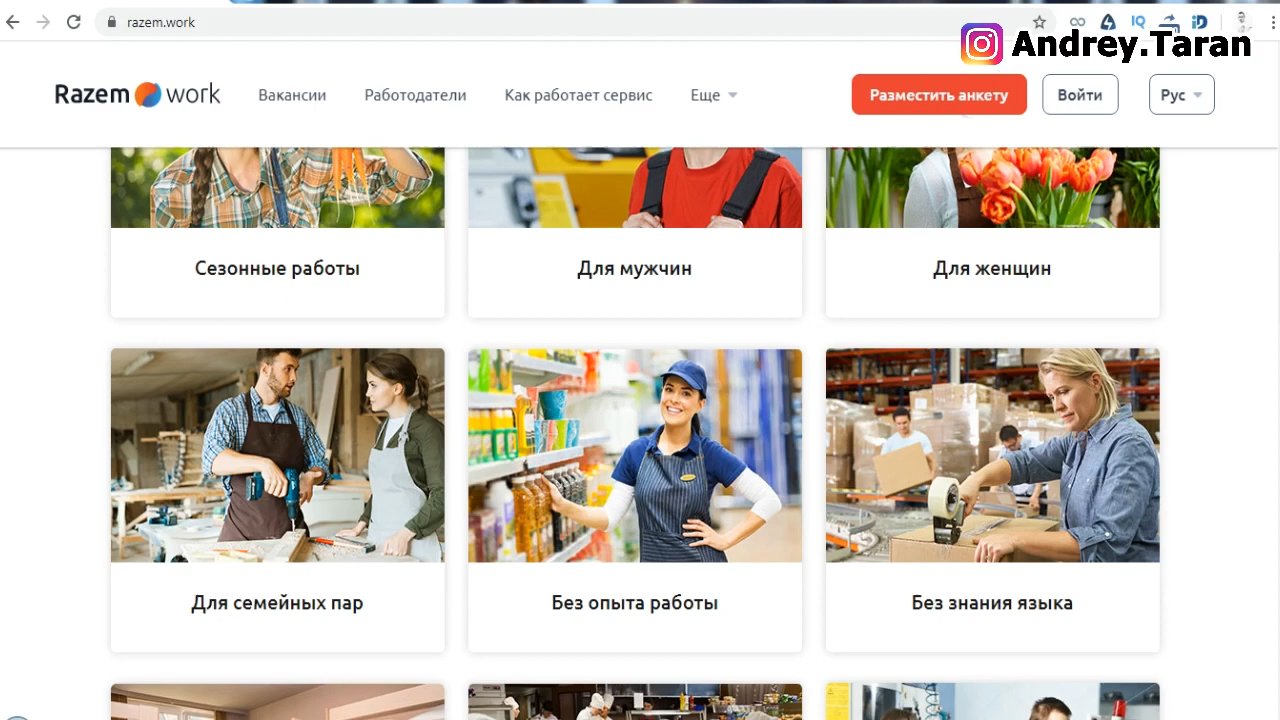 razem.work
IQ
Andrey.Taran
Razem work
Вакансии
Работодатели
Как работает сервис
Еще
Разместить анкету
Войти
Рус
Сезонные работы
Для мужчин
Для женщин
Для семейных пар
Без опыта работы
Без знания языка